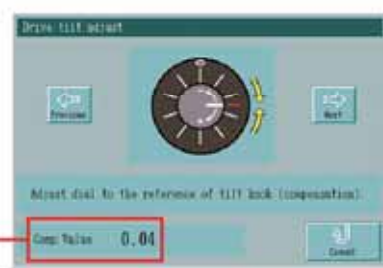 Drive tilt adjust
Previous
Next
Adjust dial to the reference of tilt knob (compensation).
Comp.Value 0.04
Cancel